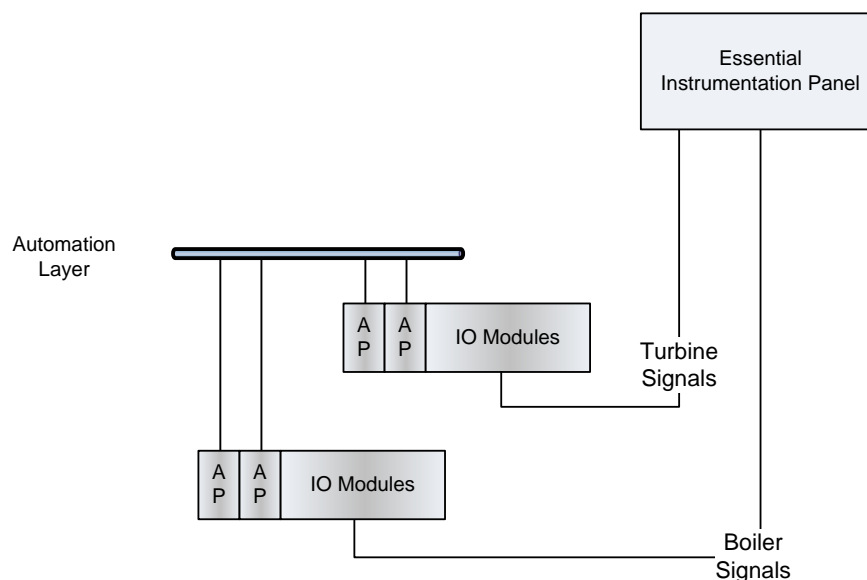 Essential
Instrumentation Panel
Automation
Layer
A
P
A
P
IO Modules
Turbine
Signals
A
P
A
P
IO Modules
Boiler
Signals